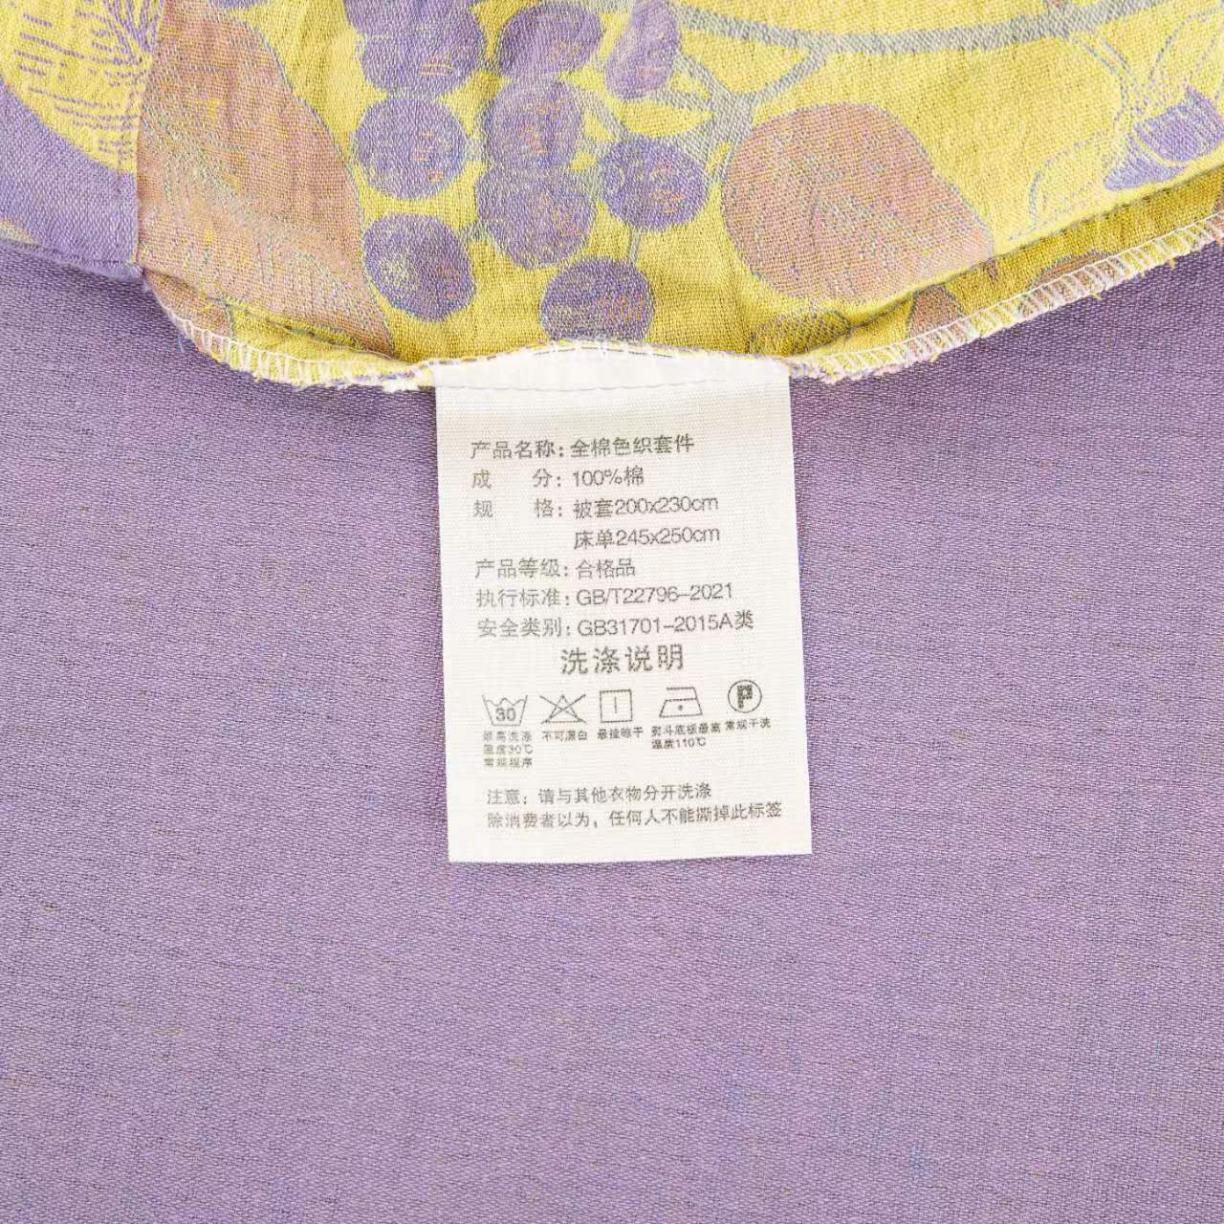 产品名称：全棉色织套件
成 分：100%棉
规 格：被套200x230cm
床单245x250cm
产品等级：合格品
执行标准：GB/T22796-2021
安全类别：GB31701-2015A类
洗涤说明
30 P
最高洗涤 不可漂白 悬挂晾干 熨斗底板最高 常规干洗
温度30℃ 温度110℃
常规程序
注意：请与其他衣物分开洗涤
除消费者以为，任何人不能撕掉此标签